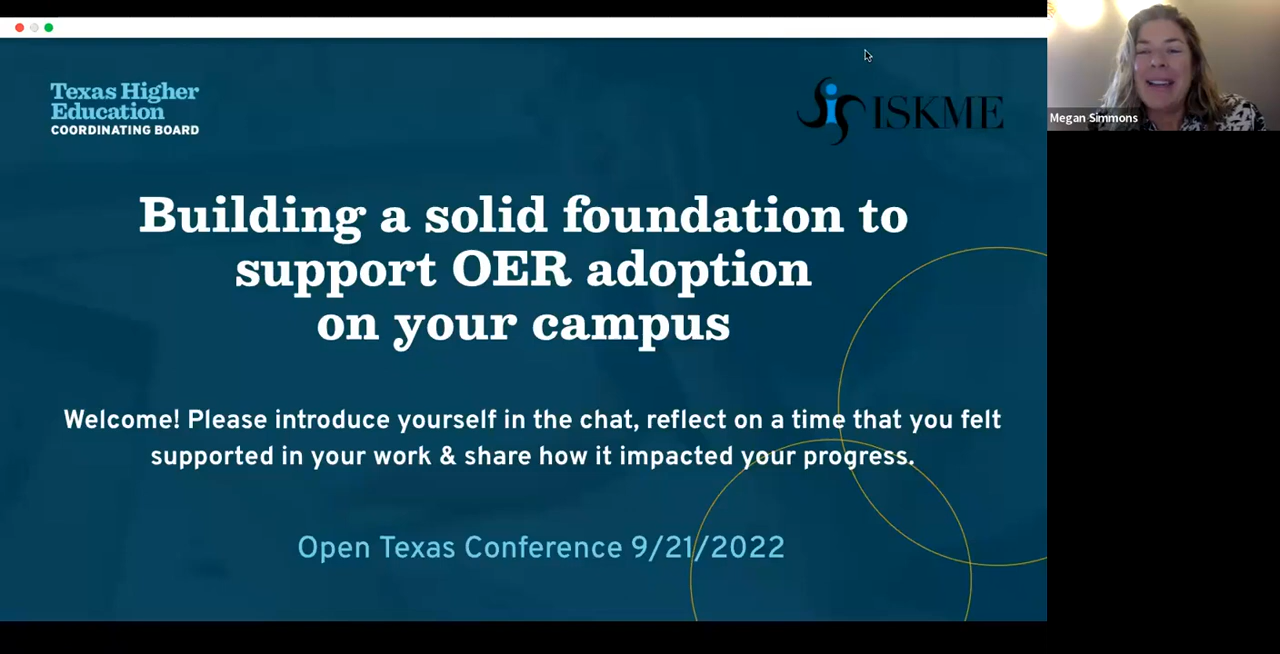 Texas Higher
Education
COORDINATING BOARD
ISKME
Megan Simmons
Building a solid foundation to
support OER adoption
on your campus
Welcome! Please introduce yourself in the chat, reflect on a time that you felt
supported in your work & share how it impacted your progress.
Open Texas Conference 9/21/2022